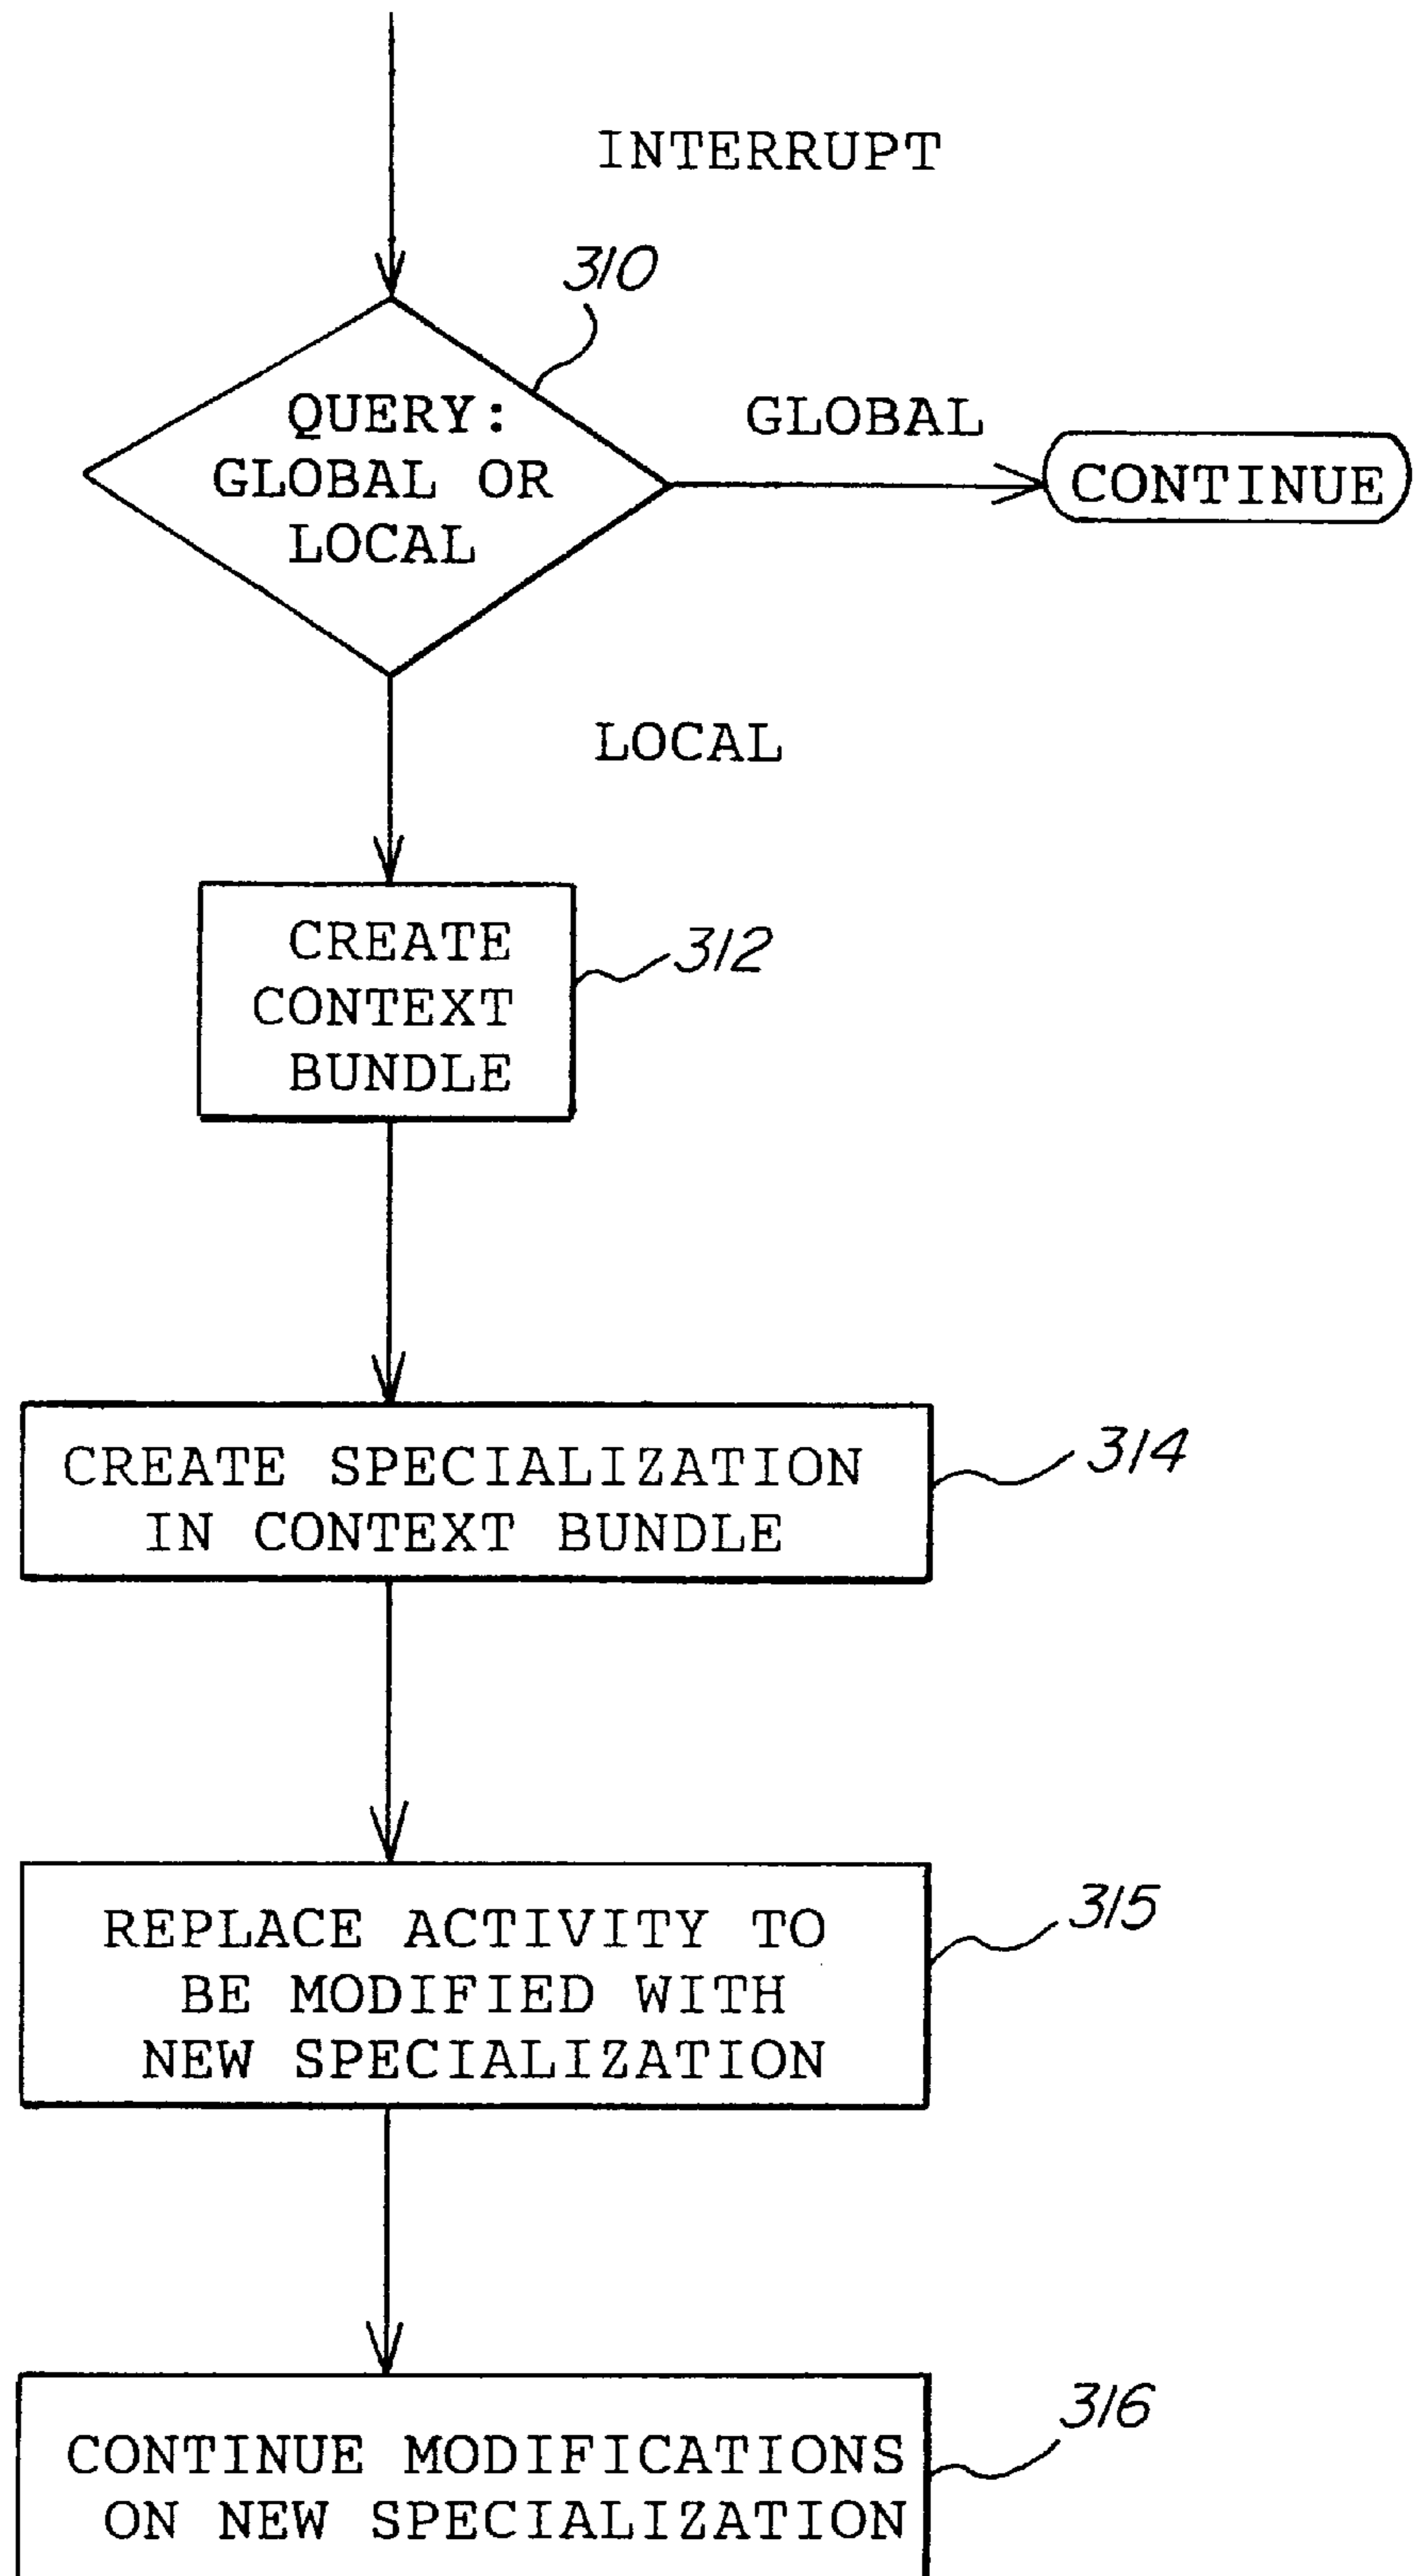 INTERRUPT
310
QUERY:
GLOBAL OR
LOCAL
GLOBAL
CONTINUE
LOCAL
CREATE
CONTEXT
BUNDLE
312
CREATE SPECIALIZATION
IN CONTEXT BUNDLE
314
REPLACE ACTIVITY TO
BE MODIFIED WITH
NEW SPECIALIZATION
315
CONTINUE MODIFICATIONS
ON NEW SPECIALIZATION
316